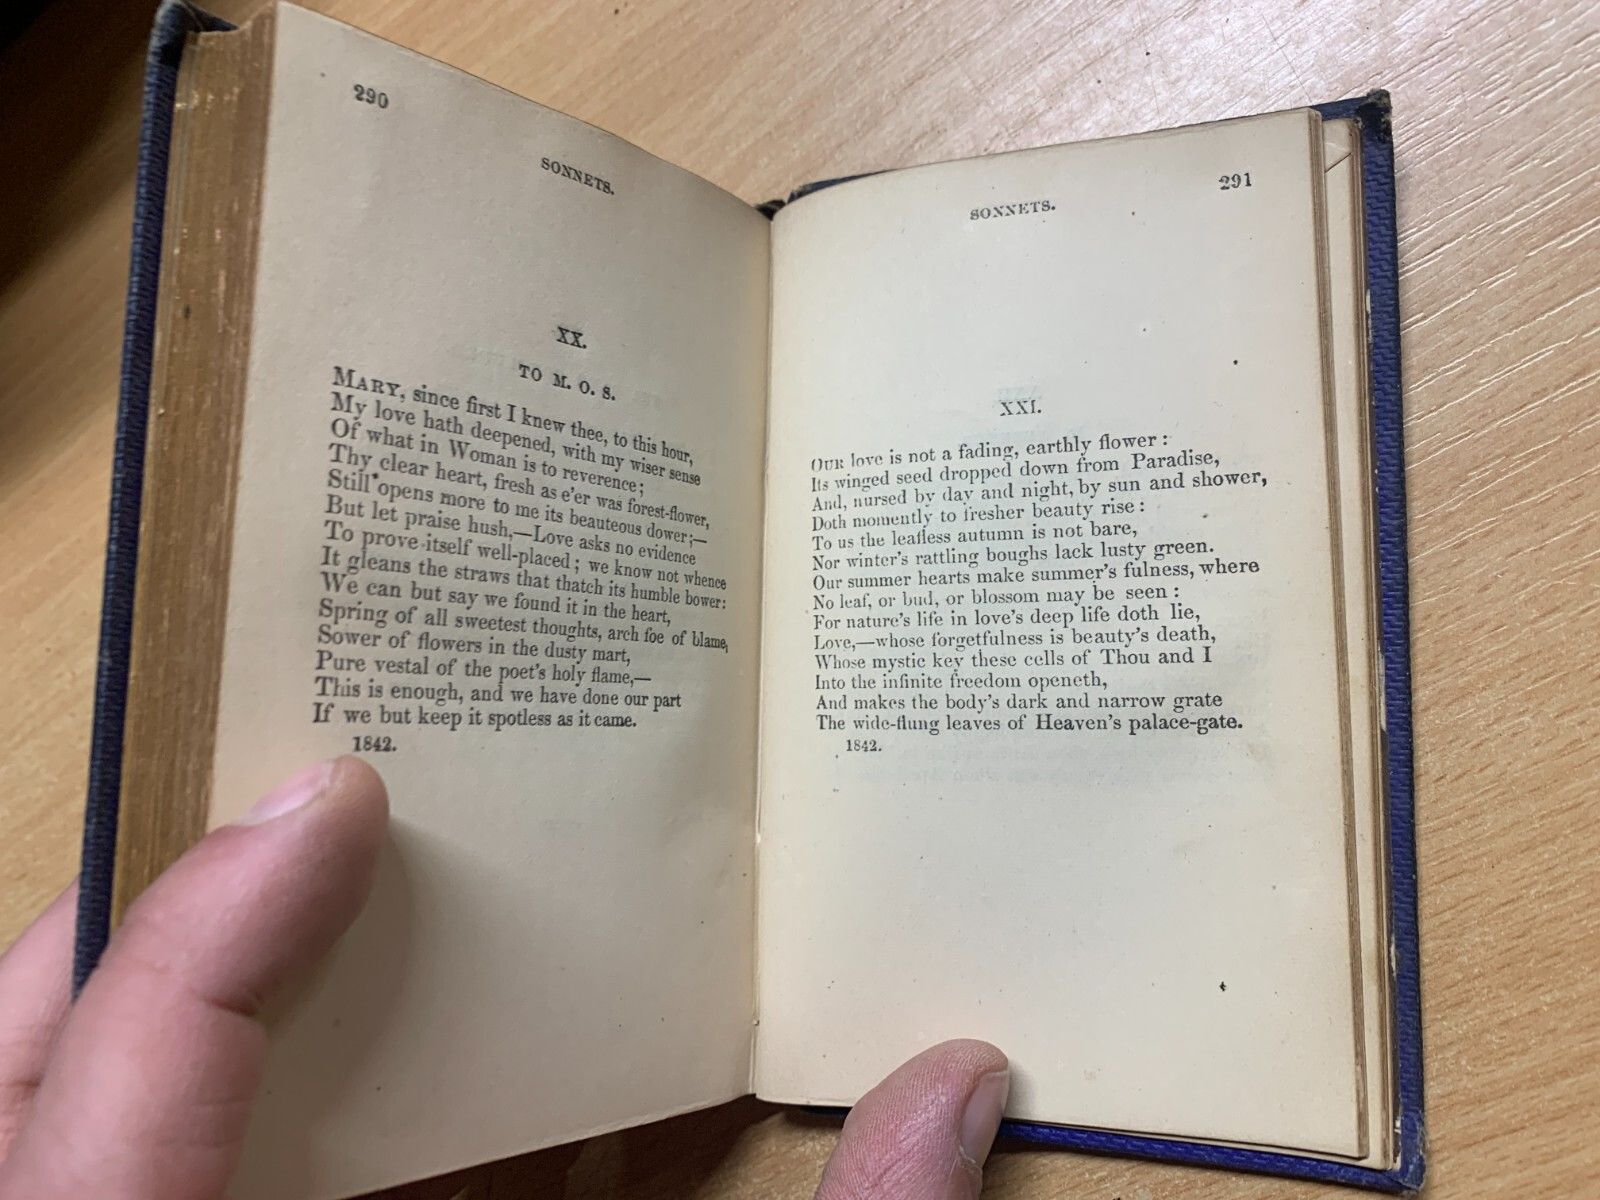 290
SONNETS.
XX.
TO M. O. S.
MARY, since first I knew thee, to this hour,
My love hath deepened, with my wiser sense
Of what in Woman is to reverence;
Thy clear heart, fresh as e'er was forest-flower,
Still opens more to me its beauteous dower;—
But let praise hush,—Love asks no evidence
To prove itself well-placed; we know not whence
It gleans the straws that thatch its humble bower:
We can but say we found it in the heart,
Spring of all sweetest thoughts, arch foe of blame,
Sower of flowers in the dusty mart,
Pure vestal of the poet's holy flame,—
This is enough, and we have done our part
If we but keep it spotless as it came.
1842.
291
SONNETS.
XXI.
OUR love is not a fading, earthly flower:
Its winged seed dropped down from Paradise,
And, nursed by day and night, by sun and shower,
Doth momently to fresher beauty rise:
To us the leafless autumn is not bare,
Nor winter's rattling boughs lack lusty green.
Our summer hearts make summer's fulness, where
No leaf, or bud, or blossom may be seen:
For nature's life in love's deep life doth lie,
Love,—whose forgetfulness is beauty's death,
Whose mystic key these cells of Thou and I
Into the infinite freedom openeth,
And makes the body's dark and narrow grate
The wide-flung leaves of Heaven's palace-gate.
1842.